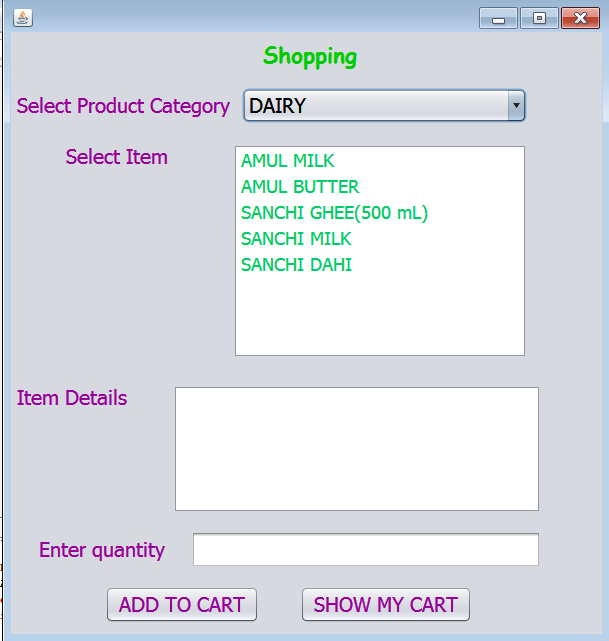 Shopping
Select Product Category DAIRY
Select Item
AMUL MILK
AMUL BUTTER
SANCHI GHEE(500 mL)
SANCHI MILK
SANCHI DAHI
Item Details
Enter quantity
ADD TO CART SHOW MY CART